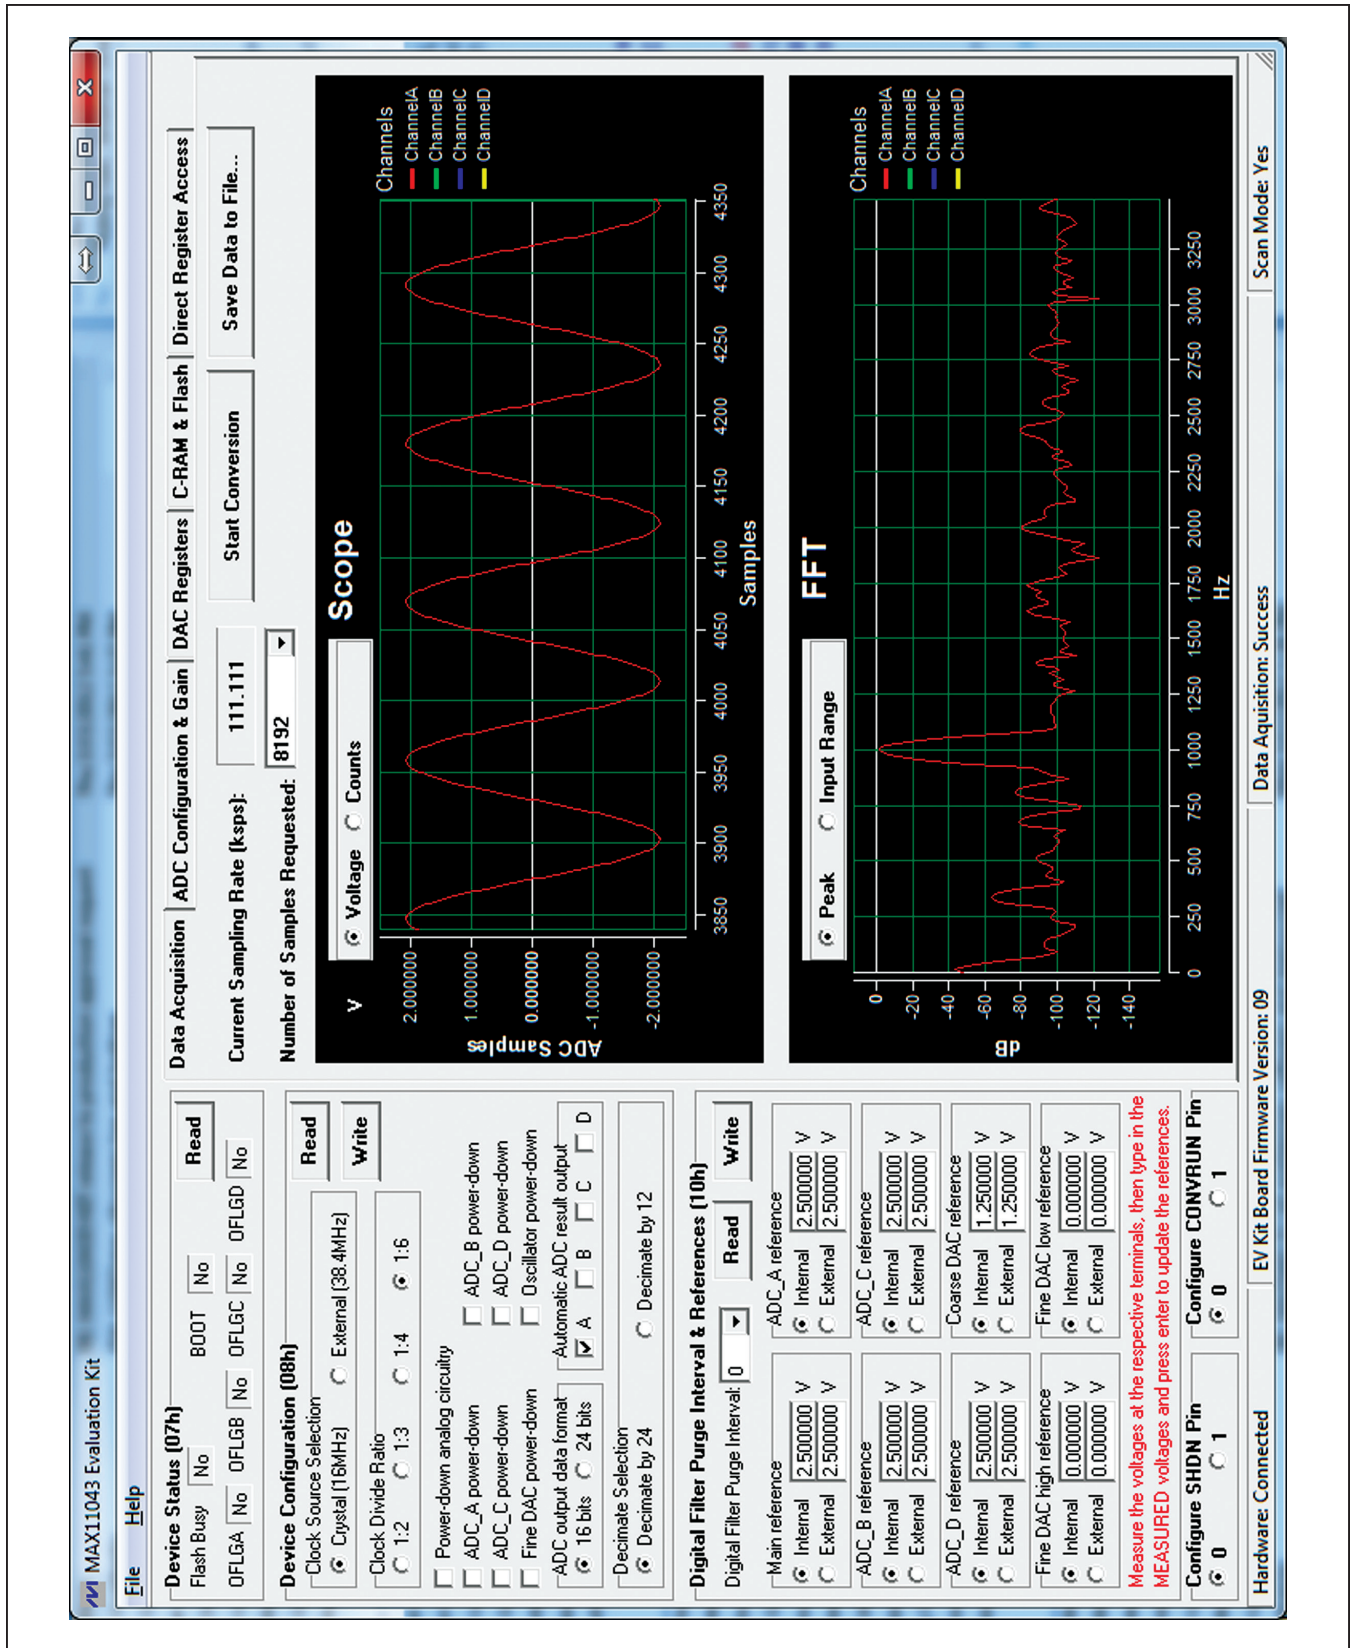 MAX11043 Evaluation Kit
File Help
Device Status (07h)
Flash Busy No BOOT No Read
OFLGA No OFLGB No OFLGC No OFLGD No
Device Configuration (08h)
Clock Source Selection
Crystal (16MHz) External (38.4MHz)
Read
Write
Clock Divide Ratio
1:2 1:3 1:4 1:6
Power-down analog circuitry
ADC_A power-down ADC_B power-down
ADC_C power-down ADC_D power-down
Fine DAC power-down Oscillator power-down
ADC output data format
16 bits 24 bits
Automatic ADC result output
A B C D
Decimate Selection
Decimate by 24 Decimate by 12
Digital Filter Purge Interval & References (10h)
Digital Filter Purge Interval: 0 Read Write
Main reference
Internal 2.500000 V
External 2.500000 V
ADC_A reference
Internal 2.500000 V
External 2.500000 V
ADC_B reference
Internal 2.500000 V
External 2.500000 V
ADC_C reference
Internal 2.500000 V
External 2.500000 V
ADC_D reference
Internal 2.500000 V
External 2.500000 V
Coarse DAC reference
Internal 1.250000 V
External 1.250000 V
Fine DAC high reference
Internal 0.000000 V
External 0.000000 V
Fine DAC low reference
Internal 0.000000 V
External 0.000000 V
Measure the voltages at the respective terminals, then type in the
MEASURED voltages and press enter to update the references.
Configure SHDN Pin
0 1
Configure CONVRUN Pin
0 1
Data Acquisition ADC Configuration & Gain DAC Registers C-RAM & Flash Direct Register Access
Current Sampling Rate (ksps): 111.111 Start Conversion Save Data to File...
Number of Samples Requested: 8192
V Voltage Counts Scope
Channels
ChannelA
ChannelB
ChannelC
ChannelD
ADC Samples
2.000000
1.000000
0.000000
-1.000000
-2.000000
3850 3900 3950 4000 4050 4100 4150 4200 4250 4300 4350
Samples
Peak Input Range FFT
Channels
ChannelA
ChannelB
ChannelC
ChannelD
dB
0
-20
-40
-60
-80
-100
-120
-140
0 250 500 750 1000 1250 1500 1750 2000 2250 2500 2750 3000 3250
Hz
Hardware: Connected EV Kit Board Firmware Version: 09 Data Aquisition: Success Scan Mode: Yes